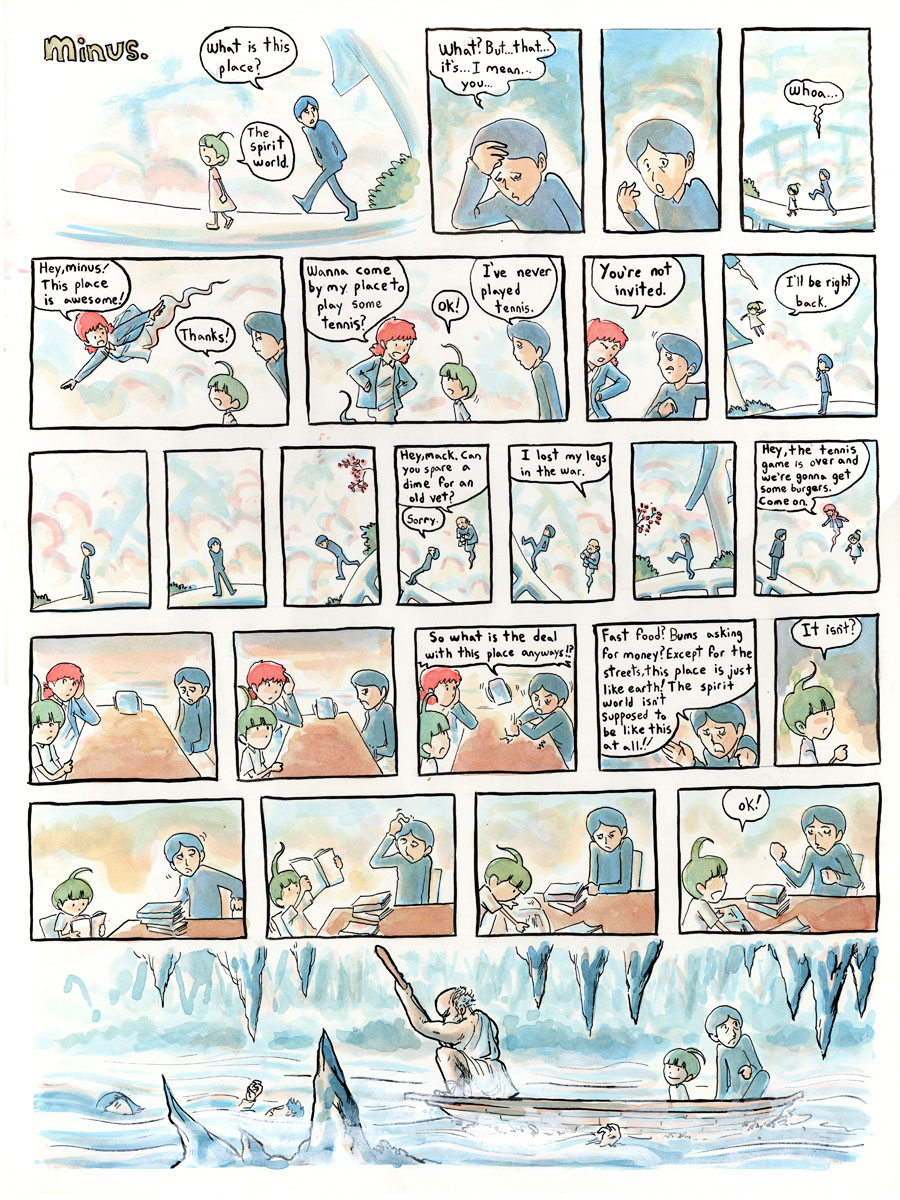 minus.
What is this
place?
The
spirit
world.
What? But...that...
it's...I mean...
you...
Whoa...
Hey, minus!
This place
is awesome!
Thanks!
Wanna come
by my place to
play some
tennis?
Ok!
I've never
played
tennis.
You're not
invited.
I'll be right
back.
Hey, mack. Can
you spare a
dime for an
old vet?
Sorry.
I lost my legs
in the war.
Hey, the tennis
game is over and
we're gonna get
some burgers.
Come on.
So what is the deal
with this place anyways!?
Fast food? Bums asking
for money? Except for the
streets, this place is just
like earth! The spirit
world isn't
supposed to
be like this
at all!!
It isn't?
ok!